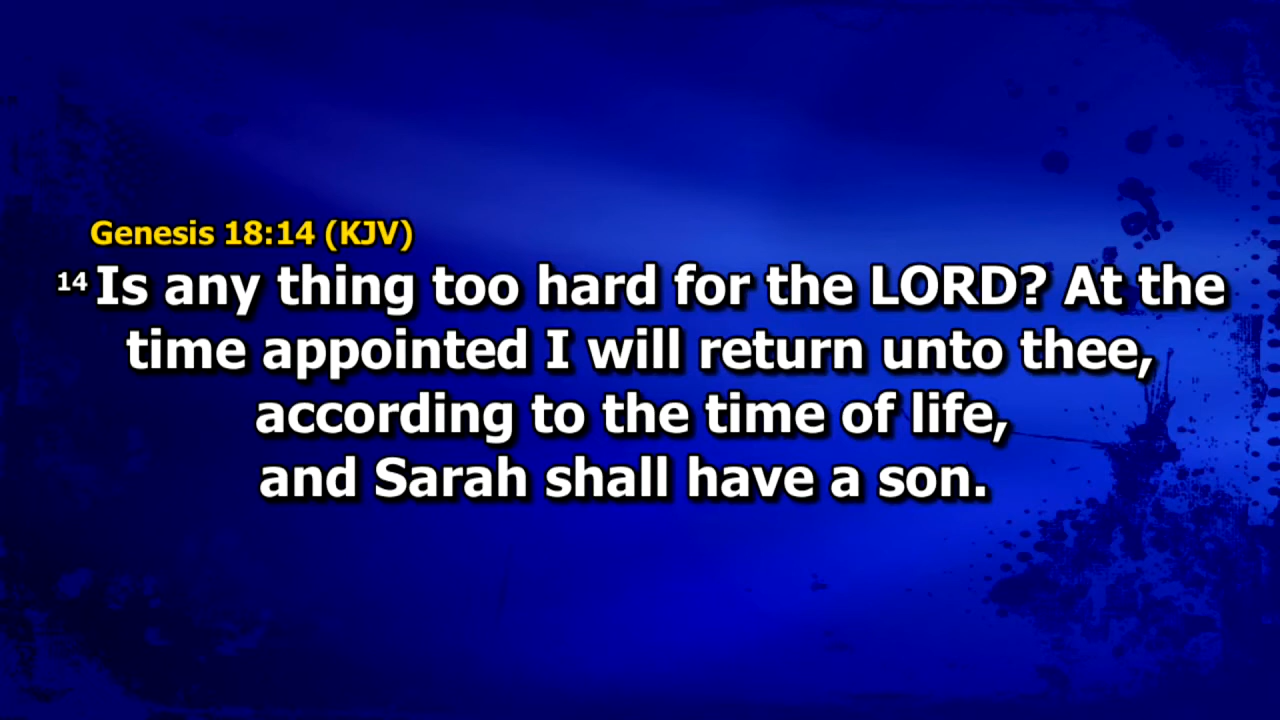 Genesis 18:14 (KJV)
14 Is any thing too hard for the LORD? At the
time appointed I will return unto thee,
according to the time of life,
and Sarah shall have a son.